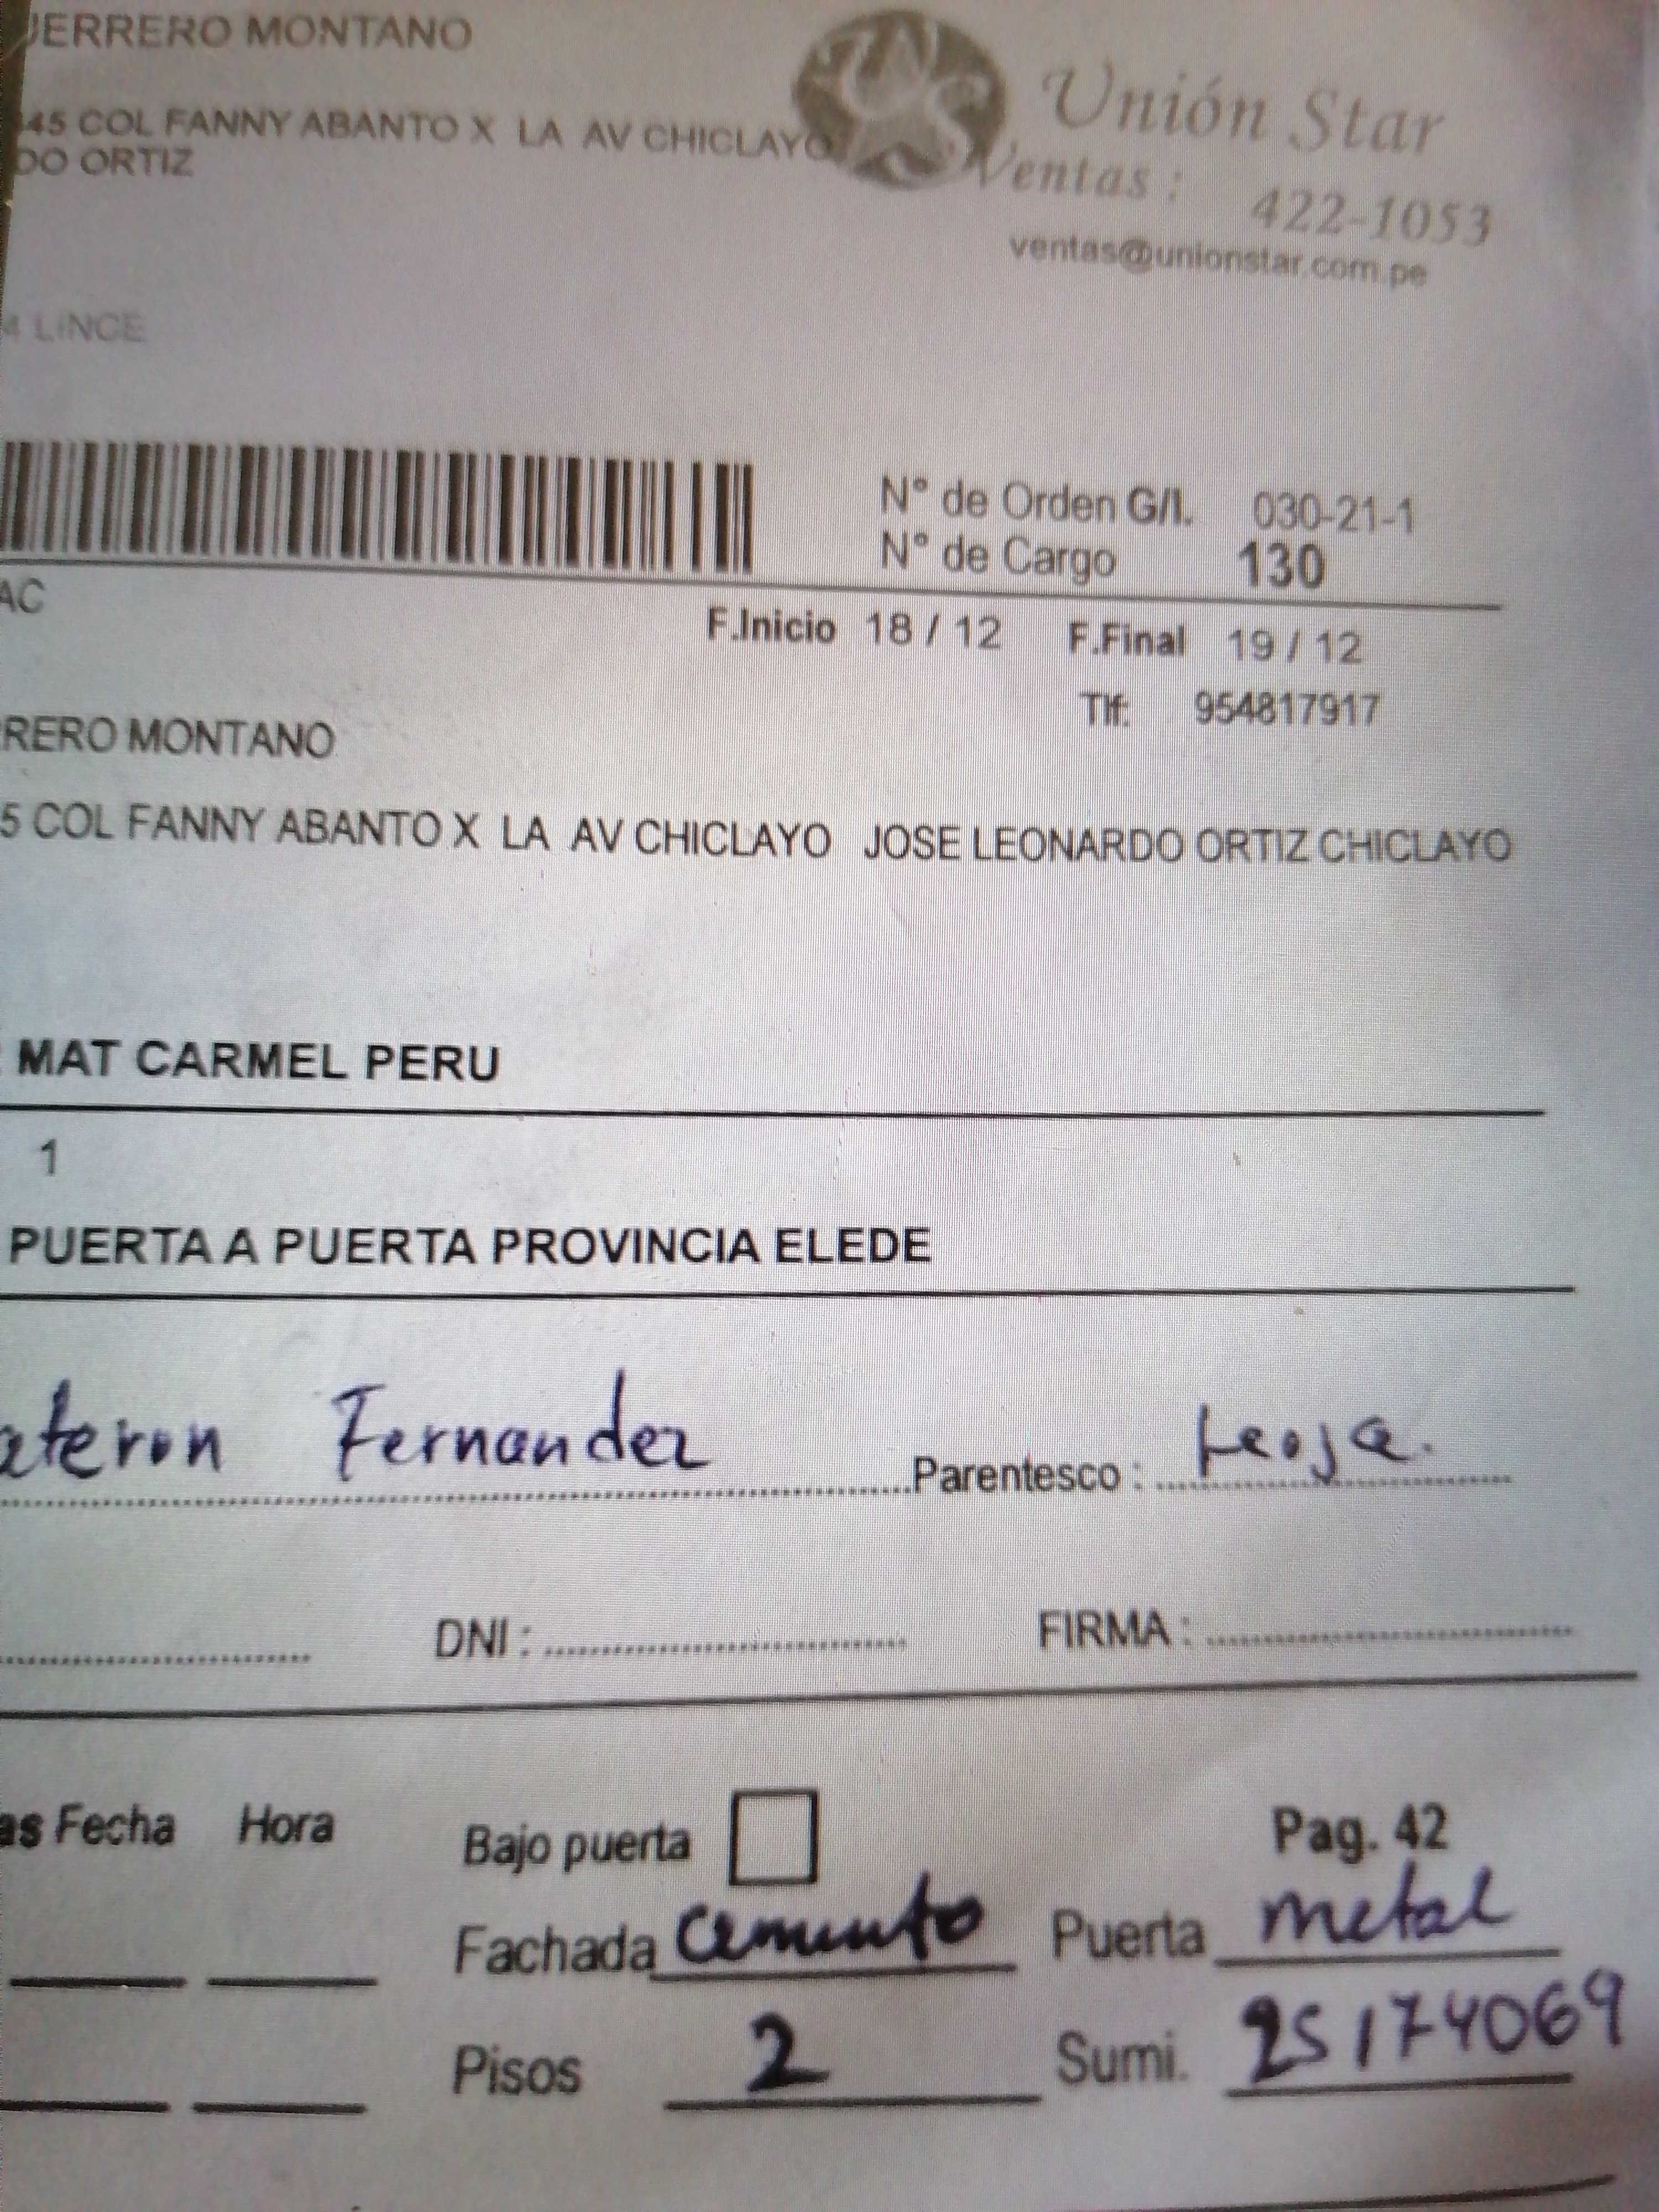 UERRERO MONTANO
Unión Star
45 COL FANNY ABANTO X LA AV CHICLAYO
DO ORTIZ
Ventas :
422-1053
ventas@unionstar.com.pe
4 LINCE
N° de Orden G/I. 030-21-1
N° de Cargo 130
AC
F.Inicio 18 / 12 F.Final 19 / 12
Tlf: 954817917
RERO MONTANO
5 COL FANNY ABANTO X LA AV CHICLAYO JOSE LEONARDO ORTIZ CHICLAYO
MAT CARMEL PERU
1
PUERTA A PUERTA PROVINCIA ELEDE
ateron Fernandez Parentesco :
DNI : FIRMA :
as Fecha Hora Bajo puerta Pag. 42
Fachada Cemento Puerta metal
Pisos 2 Sumi. 25174069